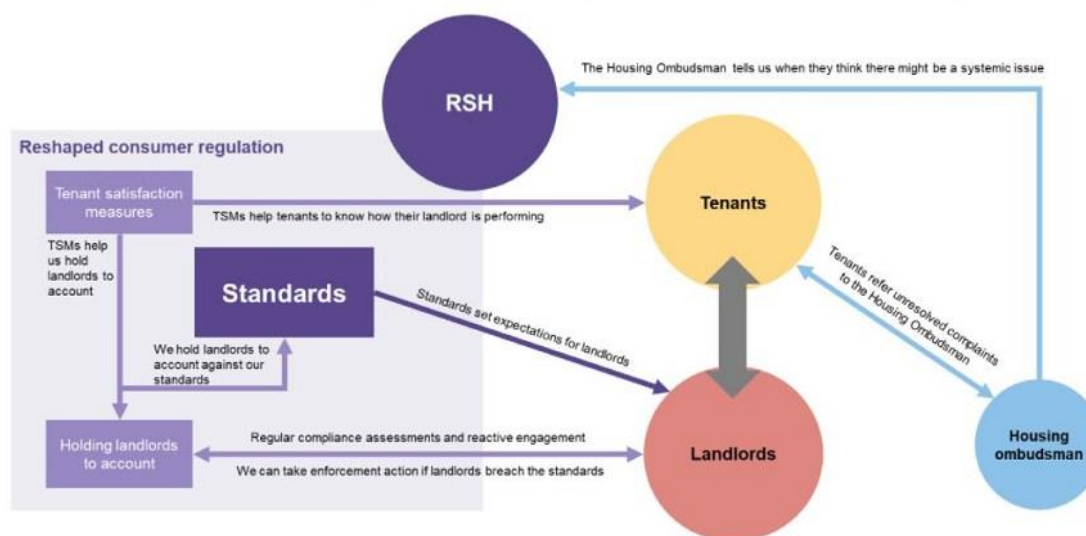 RSH
The Housing Ombudsman tells us when they think there might be a systemic issue
Reshaped consumer regulation
Tenant satisfaction
measures
TSMs help tenants to know how their landlord is performing
Tenants
TSMs help
us hold
landlords to
account
Standards
Standards set expectations for landlords
Tenants refer unresolved complaints
to the Housing Ombudsman
We hold landlords to
account against our
standards
Holding landlords
to account
Regular compliance assessments and reactive engagement
We can take enforcement action if landlords breach the standards
Landlords
Housing
ombudsman